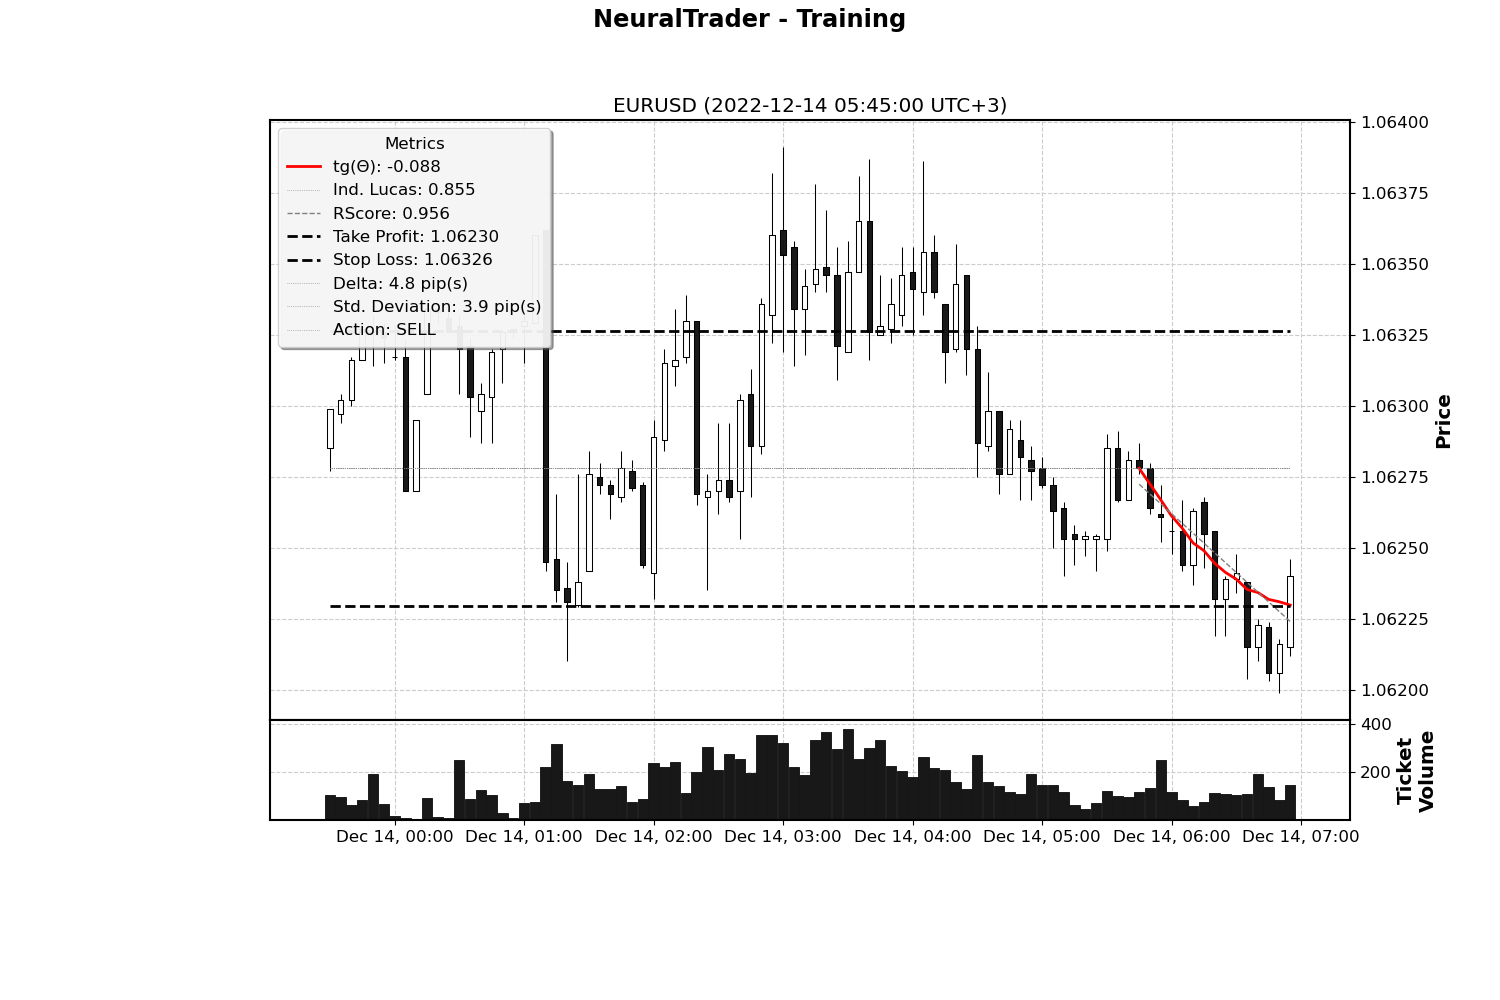 NeuralTrader - Training
EURUSD (2022-12-14 05:45:00 UTC+3)
Metrics
tg(Θ): -0.088
Ind. Lucas: 0.855
RScore: 0.956
Take Profit: 1.06230
Stop Loss: 1.06326
Delta: 4.8 pip(s)
Std. Deviation: 3.9 pip(s)
Action: SELL
1.06400
1.06375
1.06350
1.06325
1.06300
1.06275
1.06250
1.06225
1.06200
Price
400
200
Ticket
Volume
Dec 14, 00:00
Dec 14, 01:00
Dec 14, 02:00
Dec 14, 03:00
Dec 14, 04:00
Dec 14, 05:00
Dec 14, 06:00
Dec 14, 07:00